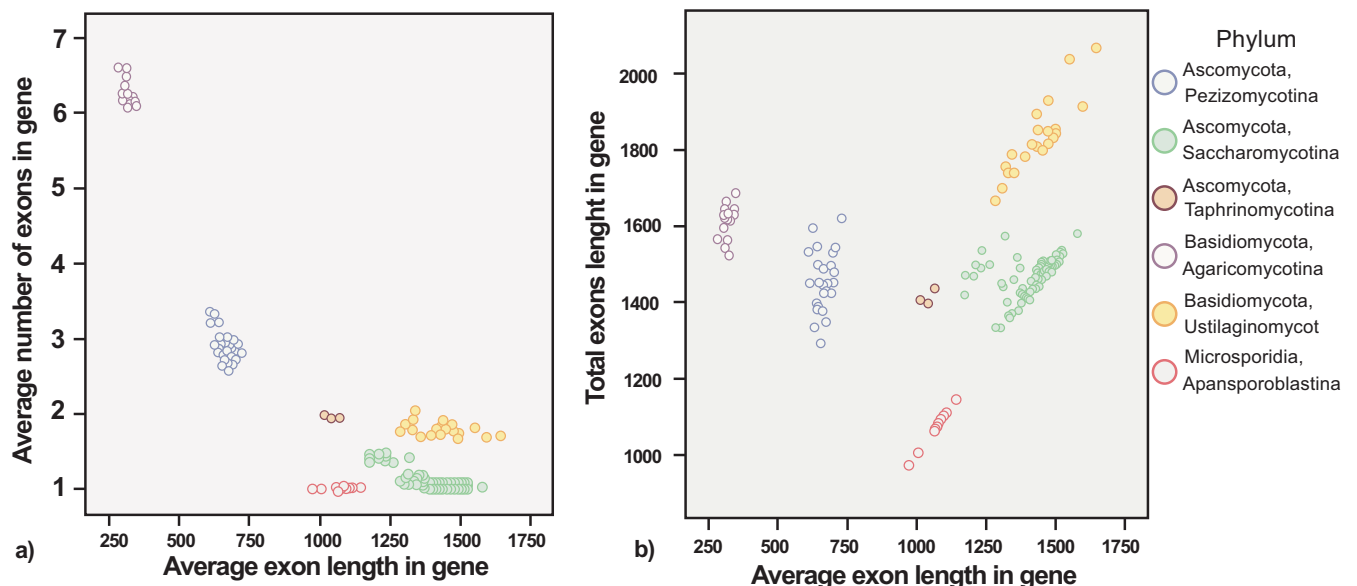 Average number of exons in gene
7
6
5
4
3
2
1
250 500 750 1000 1250 1500 1750
a)
Average exon length in gene
Total exons lenght in gene
2000
1800
1600
1400
1200
1000
250 500 750 1000 1250 1500 1750
b)
Average exon length in gene
Phylum
Ascomycota,
Pezizomycotina
Ascomycota,
Saccharomycotina
Ascomycota,
Taphrinomycotina
Basidiomycota,
Agaricomycotina
Basidiomycota,
Ustilaginomycot
Microsporidia,
Apansporoblastina